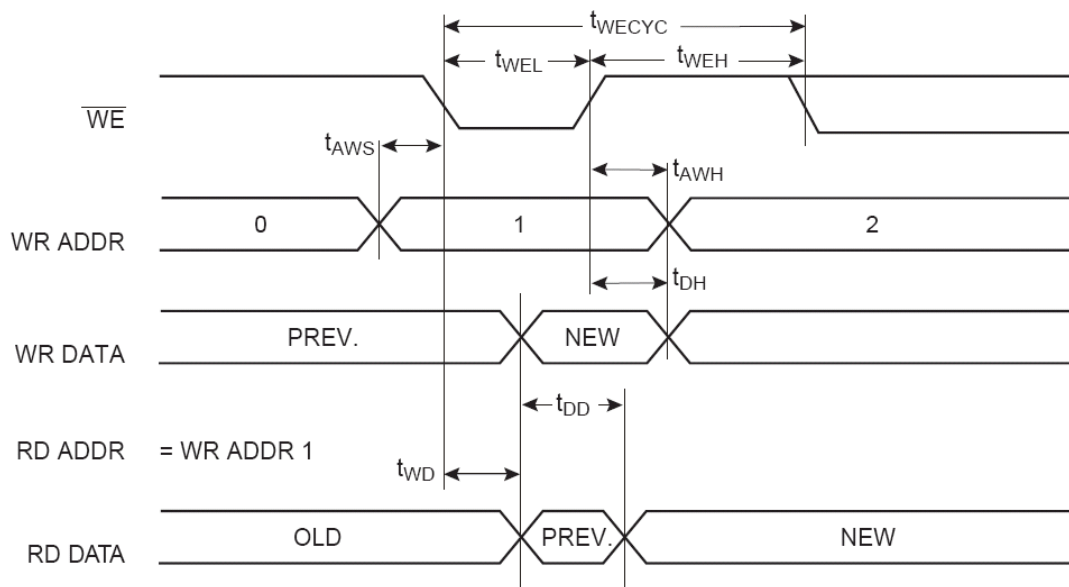 tWECYC
tWEL tWEH
WE
tAWS tAWH
WR ADDR 0 1 2
tDH
WR DATA PREV. NEW
tDD
RD ADDR = WR ADDR 1
tWD
RD DATA OLD PREV. NEW